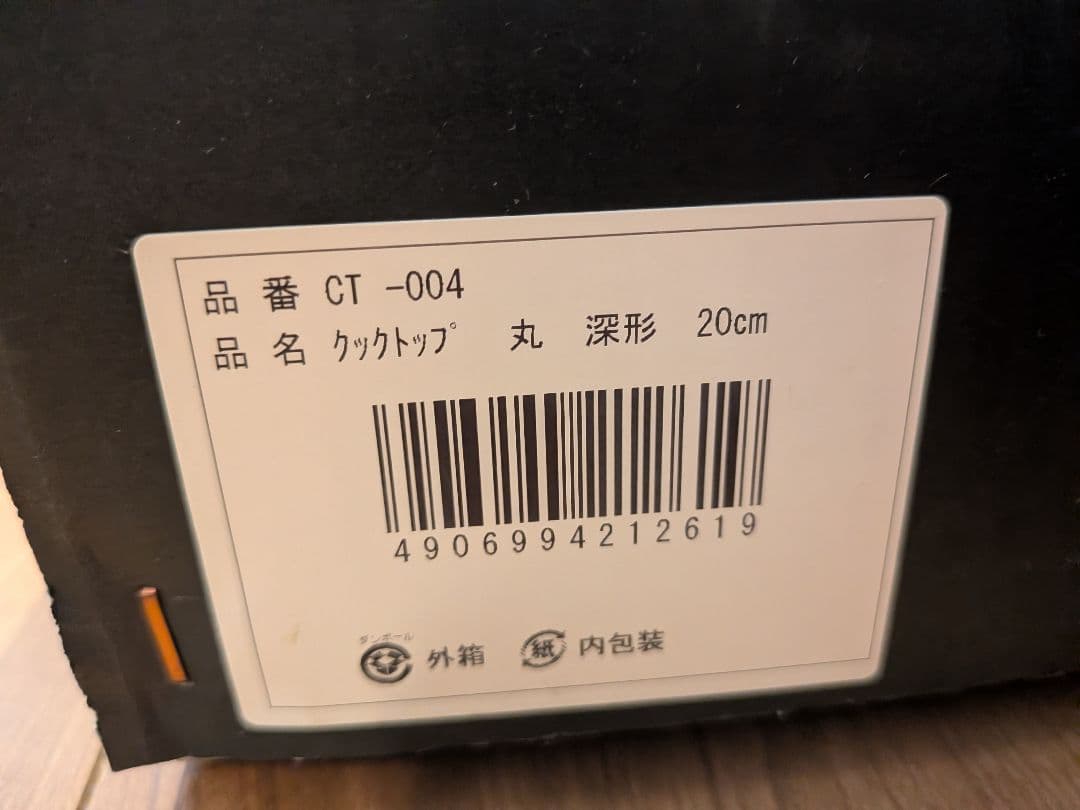 品 番 CT -004
品 名 ｸｯｸﾄｯﾌﾟ 丸 深形 20cm
4906994212619
ダンボール
外箱 紙 内包装